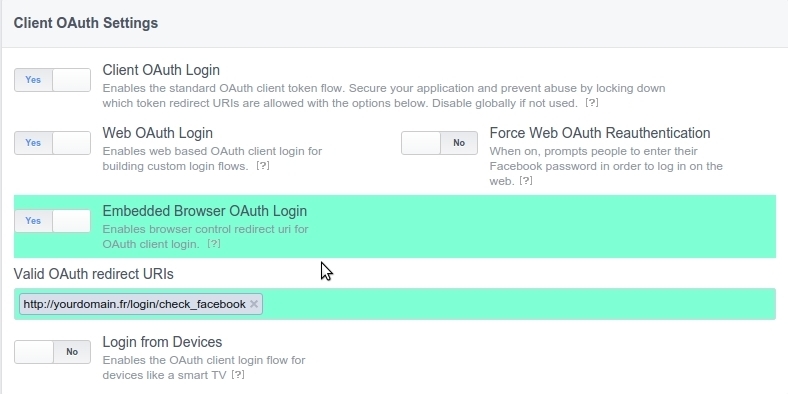 Client OAuth Settings
Yes
Client OAuth Login
Enables the standard OAuth client token flow. Secure your application and prevent abuse by locking down
which token redirect URIs are allowed with the options below. Disable globally if not used. [?]
Yes
Web OAuth Login
Enables web based OAuth client login for
building custom login flows. [?]
No
Force Web OAuth Reauthentication
When on, prompts people to enter their
Facebook password in order to log in on the
web. [?]
Yes
Embedded Browser OAuth Login
Enables browser control redirect uri for
OAuth client login. [?]
Valid OAuth redirect URIs
http://yourdomain.fr/login/check_facebook ×
No
Login from Devices
Enables the OAuth client login flow for
devices like a smart TV [?]